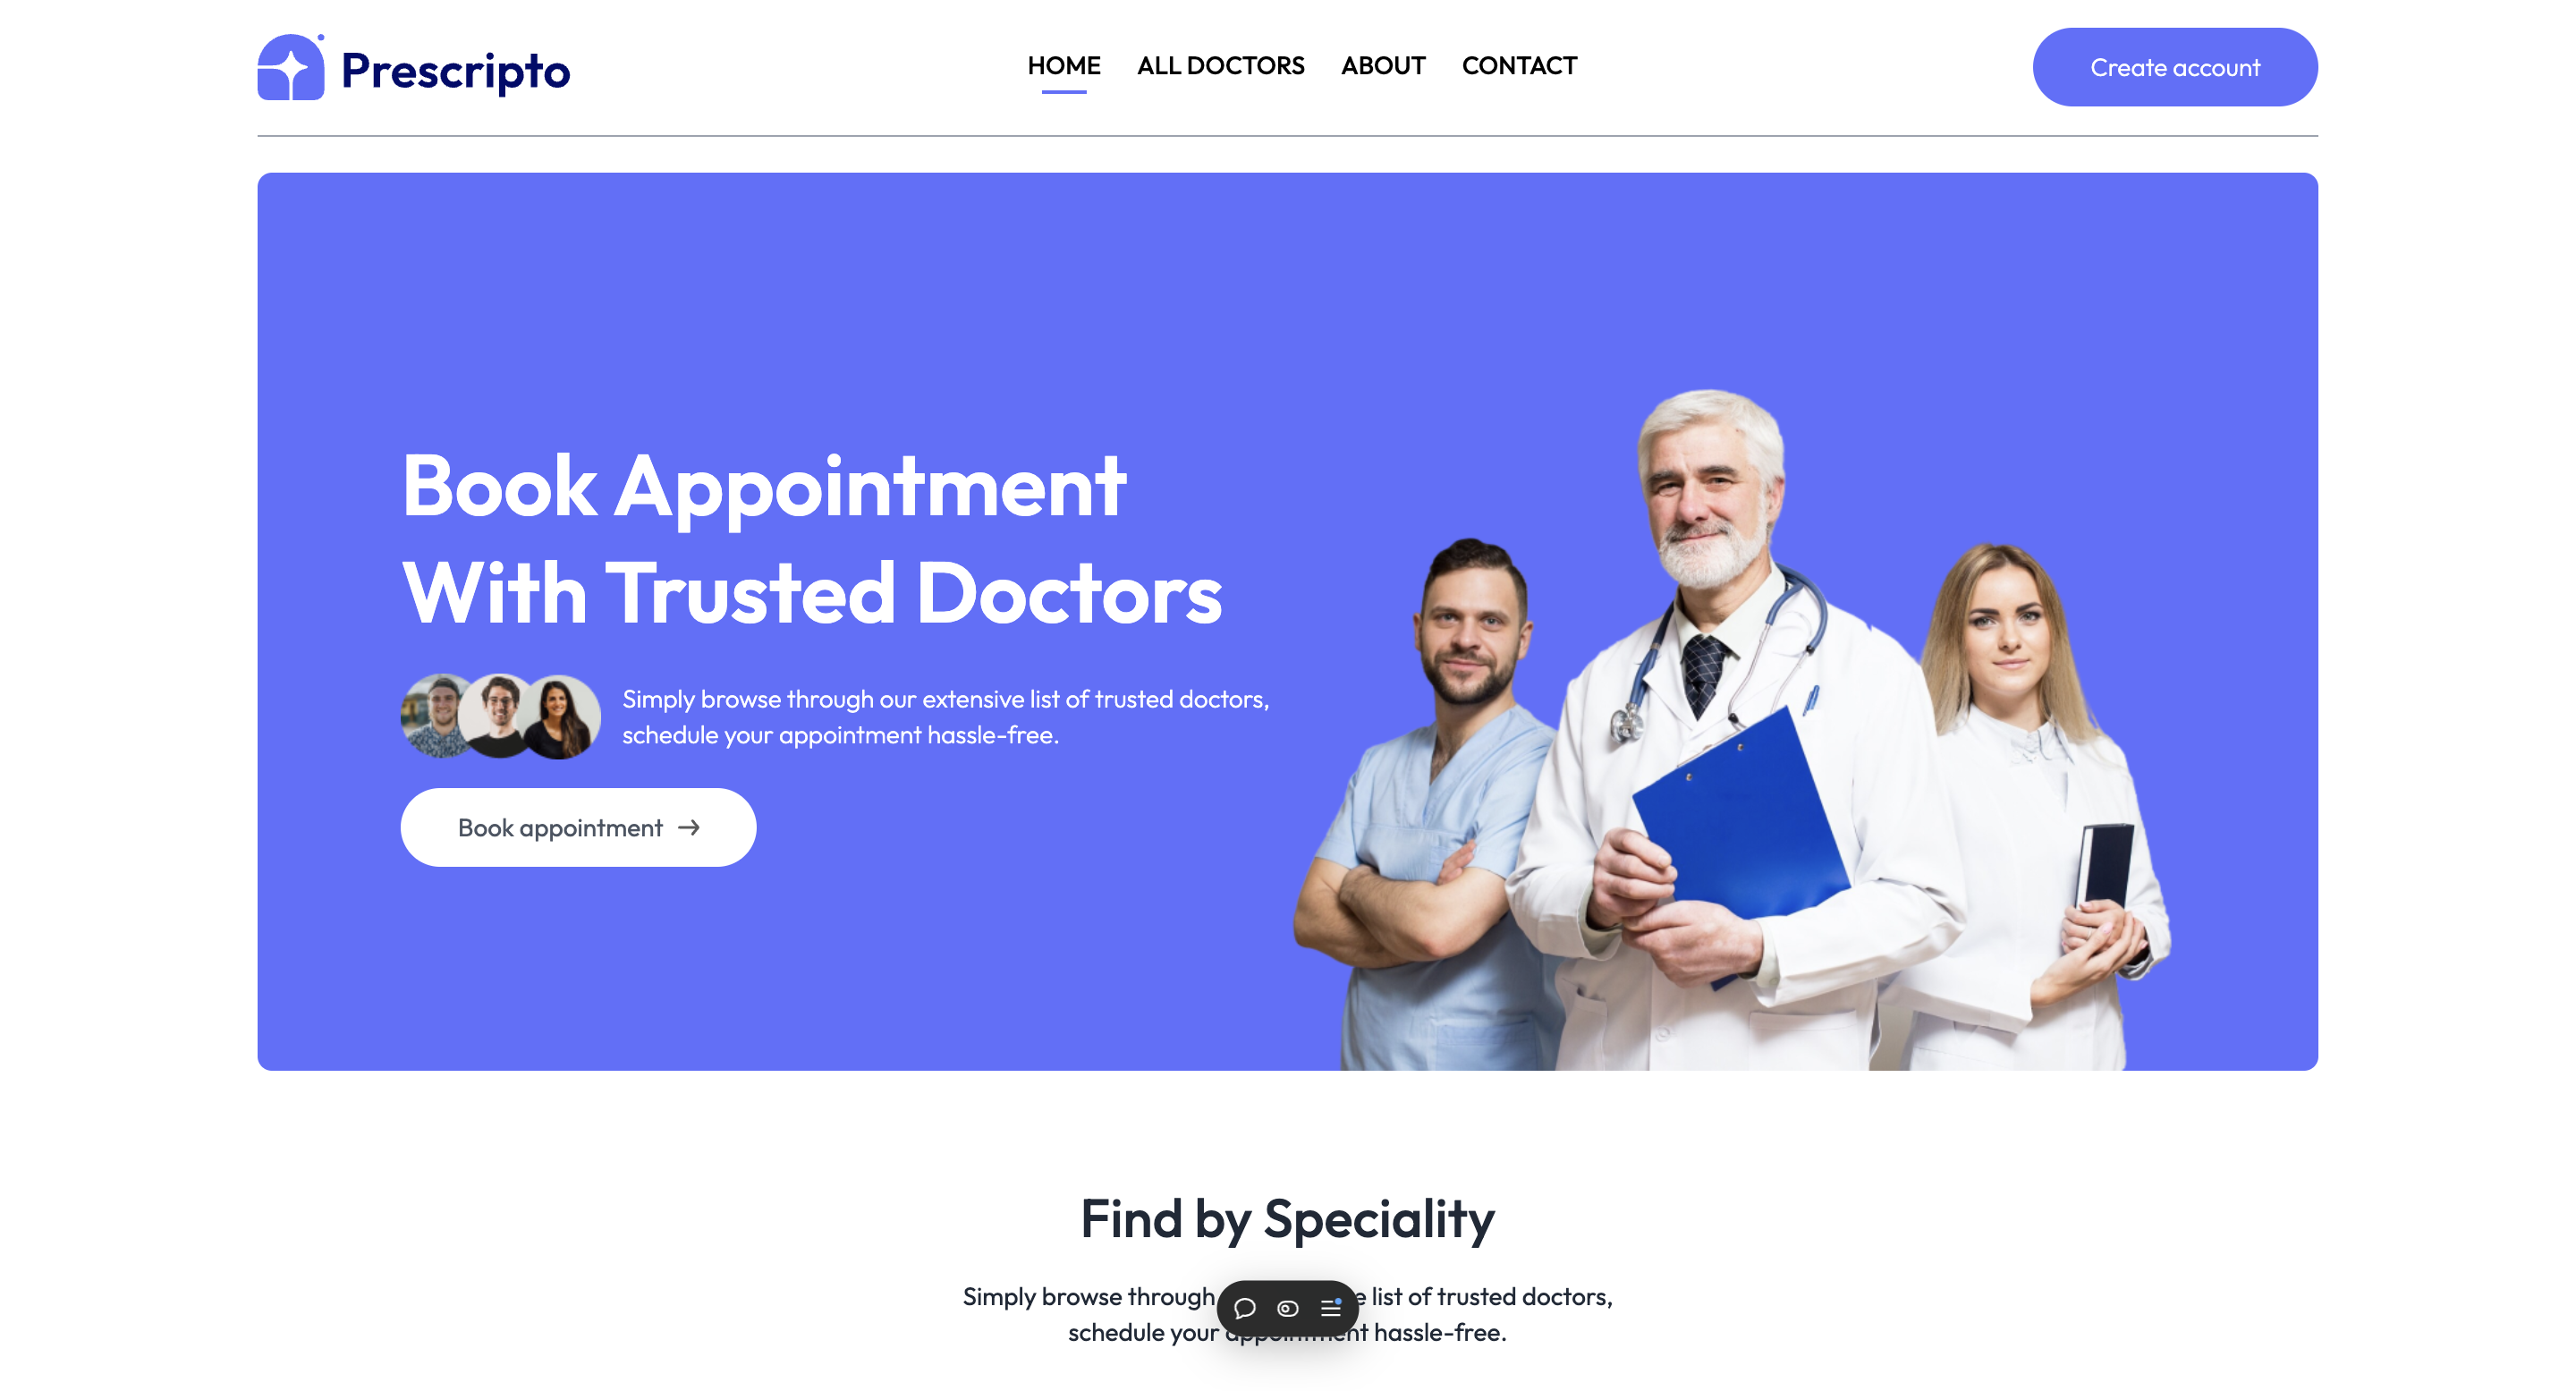 Prescripto
HOME
ALL DOCTORS
ABOUT
CONTACT
Create account
Book Appointment
With Trusted Doctors
Simply browse through our extensive list of trusted doctors,
schedule your appointment hassle-free.
Book appointment
Find by Speciality
Simply browse through list of trusted doctors,
schedule your hassle-free.